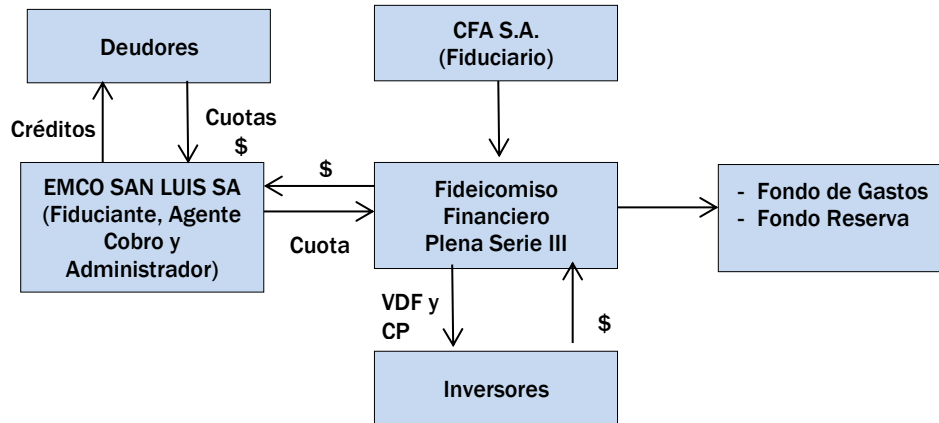 Deudores
CFA S.A.
(Fiduciario)
Créditos
Cuotas
$
EMCO SAN LUIS SA
(Fiduciante, Agente
Cobro y
Administrador)
$
Cuota
Fideicomiso
Financiero
Plena Serie III
- Fondo de Gastos
- Fondo Reserva
VDF y
CP
$
Inversores